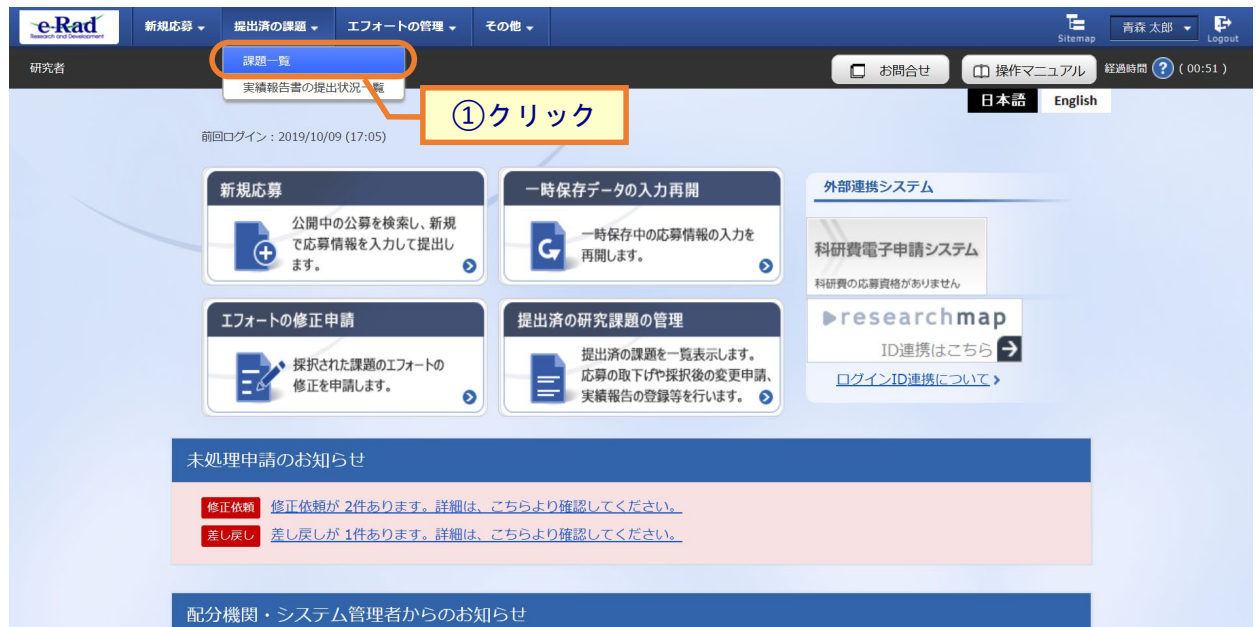 e-Rad
Research and Development
新規応募
提出済の課題
エフォートの管理
その他
Sitemap
青森 太郎
Logout
研究者
課題一覧
実績報告書の提出状況一覧
お問合せ
操作マニュアル
経過時間 ? ( 00:51 )
①クリック
日本語
English
前回ログイン : 2019/10/09 (17:05)
新規応募
公開中の公募を検索し、新規
で応募情報を入力して提出し
ます。
一時保存データの入力再開
一時保存中の応募情報の入力を
再開します。
外部連携システム
科研費電子申請システム
科研費の応募資格がありません
エフォートの修正申請
採択された課題のエフォートの
修正を申請します。
提出済の研究課題の管理
提出済の課題を一覧表示します。
応募の取下げや採択後の変更申請、
実績報告の登録等を行います。
researchmap
ID連携はこちら
ログインID連携について
未処理申請のお知らせ
修正依頼 修正依頼が 2件あります。詳細は、こちらより確認してください。
差し戻し 差し戻しが 1件あります。詳細は、こちらより確認してください。
配分機関・システム管理者からのお知らせ